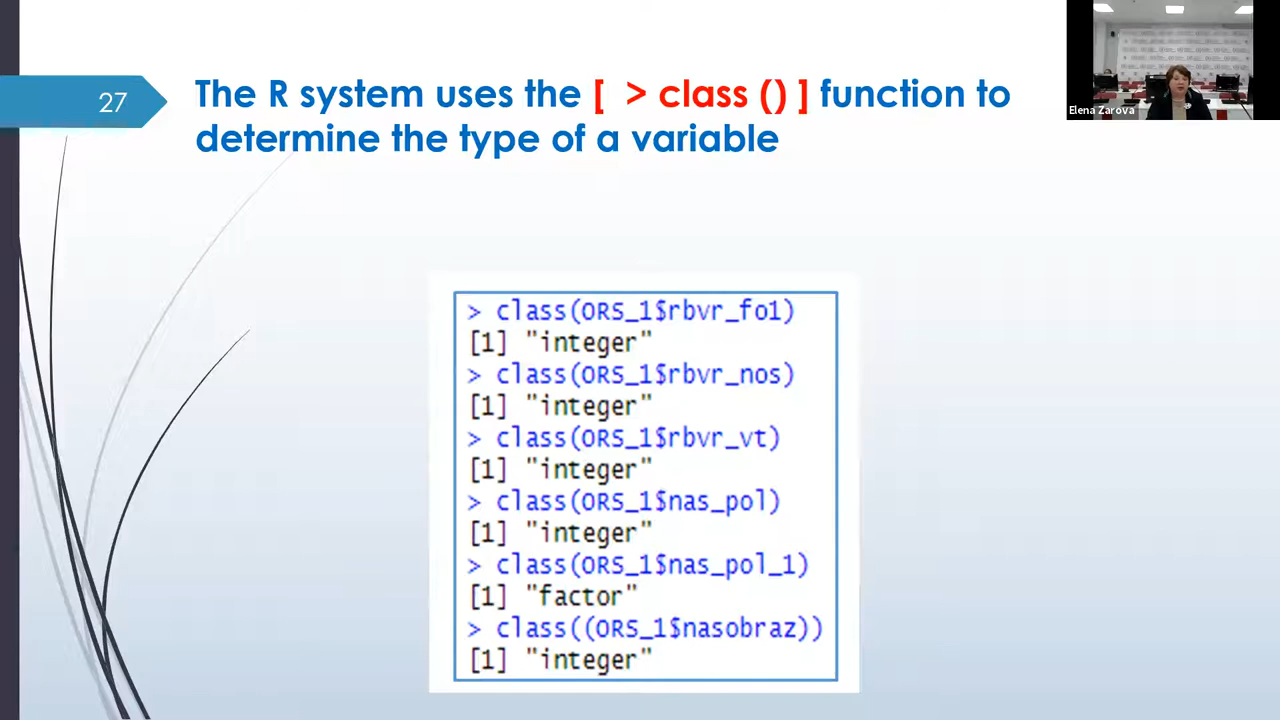 27
The R system uses the [ > class () ] function to
determine the type of a variable
Elena Zarova
> class(ORS_1$rbvr_fo1)
[1] "integer"
> class(ORS_1$rbvr_nos)
[1] "integer"
> class(ORS_1$rbvr_vt)
[1] "integer"
> class(ORS_1$nas_pol)
[1] "integer"
> class(ORS_1$nas_pol_1)
[1] "factor"
> class((ORS_1$nasobraz))
[1] "integer"